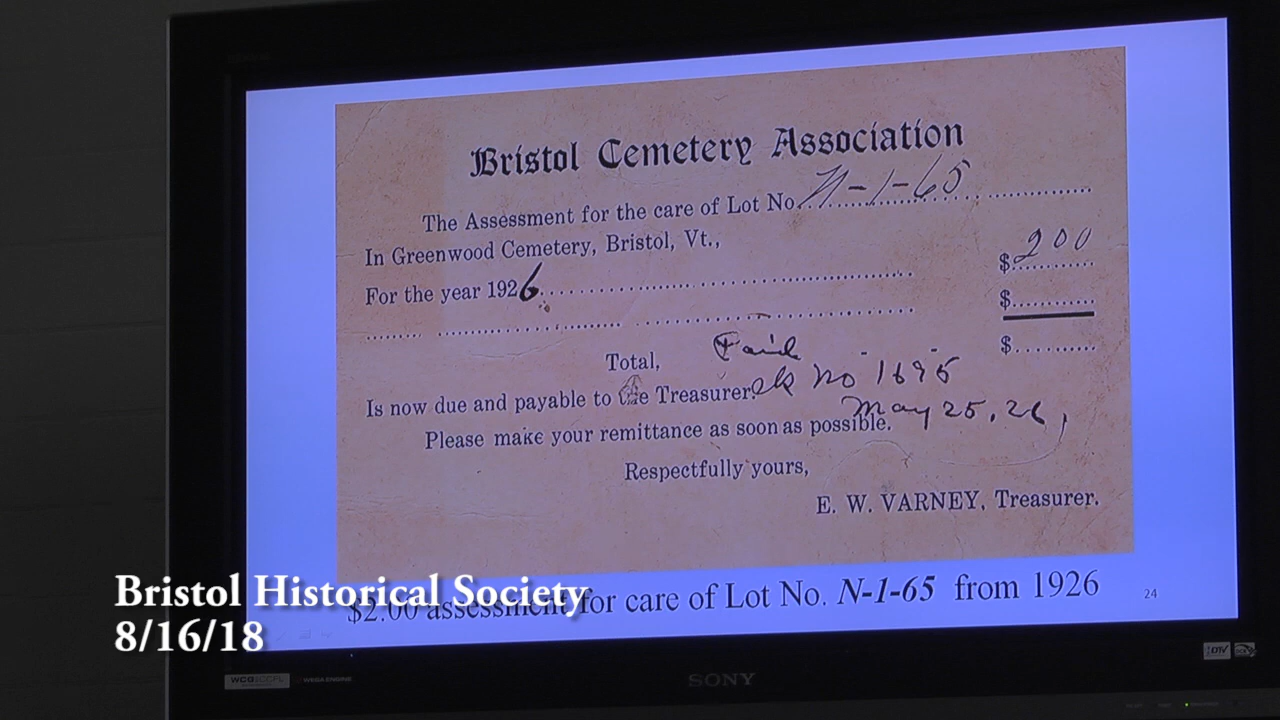 Bristol Cemetery Association
The Assessment for the care of Lot No. N-1-65
In Greenwood Cemetery, Bristol, Vt.,
$ 2 00
For the year 1926
$
Total, Paid $
Is now due and payable to the Treasurer. ck No 1695
May 25, 26,
Please make your remittance as soon as possible.
Respectfully yours,
E. W. VARNEY, Treasurer.
$2.00 assessment for care of Lot No. N-1-65 from 1926
24
Bristol Historical Society
8/16/18
SONY